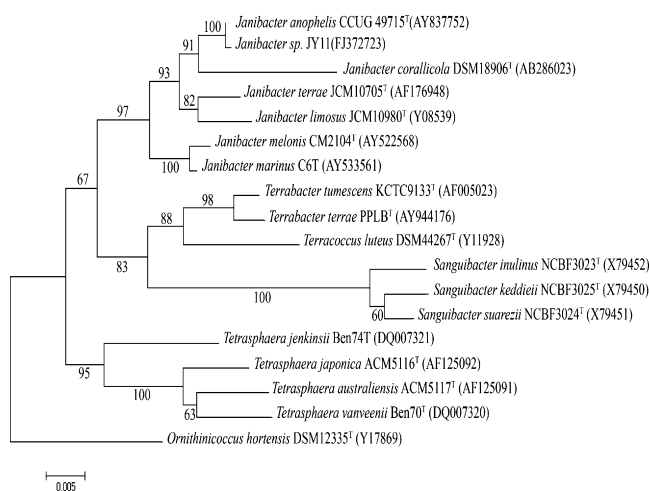 100 Janibacter anophelis CCUG 49715ᵀ(AY837752)
Janibacter sp. JY11(FJ372723)
91
Janibacter corallicola DSM18906ᵀ (AB286023)
93
Janibacter terrae JCM10705ᵀ (AF176948)
82
97
Janibacter limosus JCM10980ᵀ (Y08539)
Janibacter melonis CM2104ᵀ (AY522568)
100
Janibacter marinus C6T (AY533561)
67
Terrabacter tumescens KCTC9133ᵀ (AF005023)
98
Terrabacter terrae PPLBᵀ (AY944176)
88
Terracoccus luteus DSM44267ᵀ (Y11928)
83
Sanguibacter inulinus NCBF3023ᵀ (X79452)
100
Sanguibacter keddieii NCBF3025ᵀ (X79450)
60
Sanguibacter suarezii NCBF3024ᵀ (X79451)
Tetrasphaera jenkinsii Ben74T (DQ007321)
95
Tetrasphaera japonica ACM5116ᵀ (AF125092)
100
Tetrasphaera australiensis ACM5117ᵀ (AF125091)
63
Tetrasphaera vanveenii Ben70ᵀ (DQ007320)
Ornithinicoccus hortensis DSM12335ᵀ (Y17869)
0.005